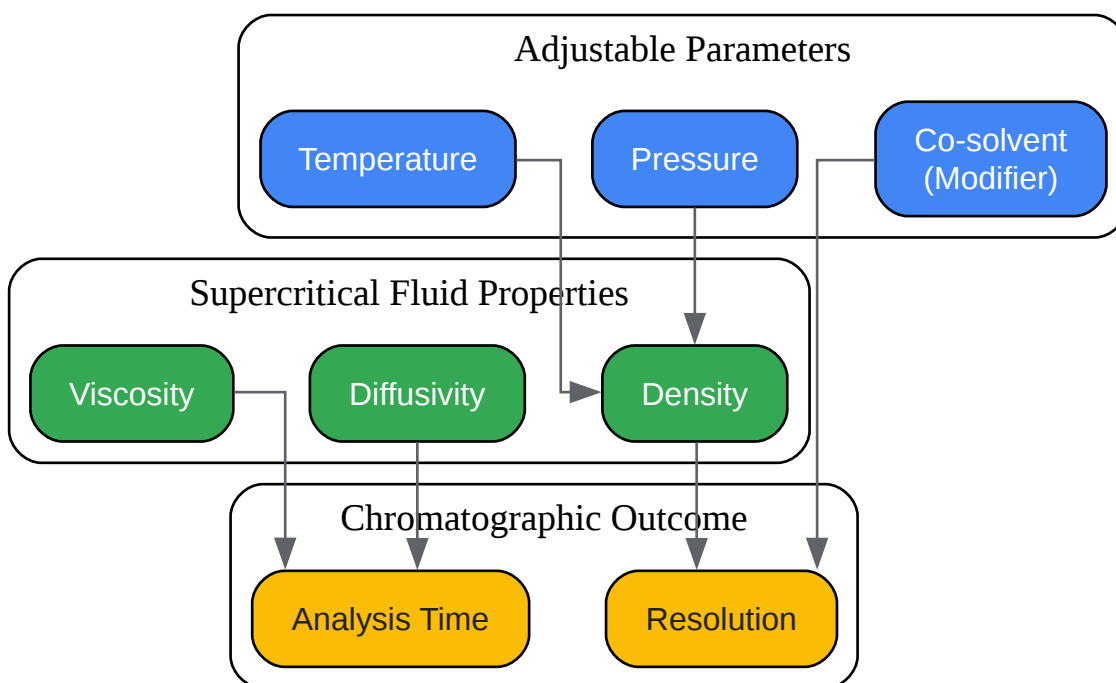 Adjustable Parameters
Temperature
Pressure
Co-solvent
(Modifier)
Supercritical Fluid Properties
Viscosity
Diffusivity
Density
Chromatographic Outcome
Analysis Time
Resolution